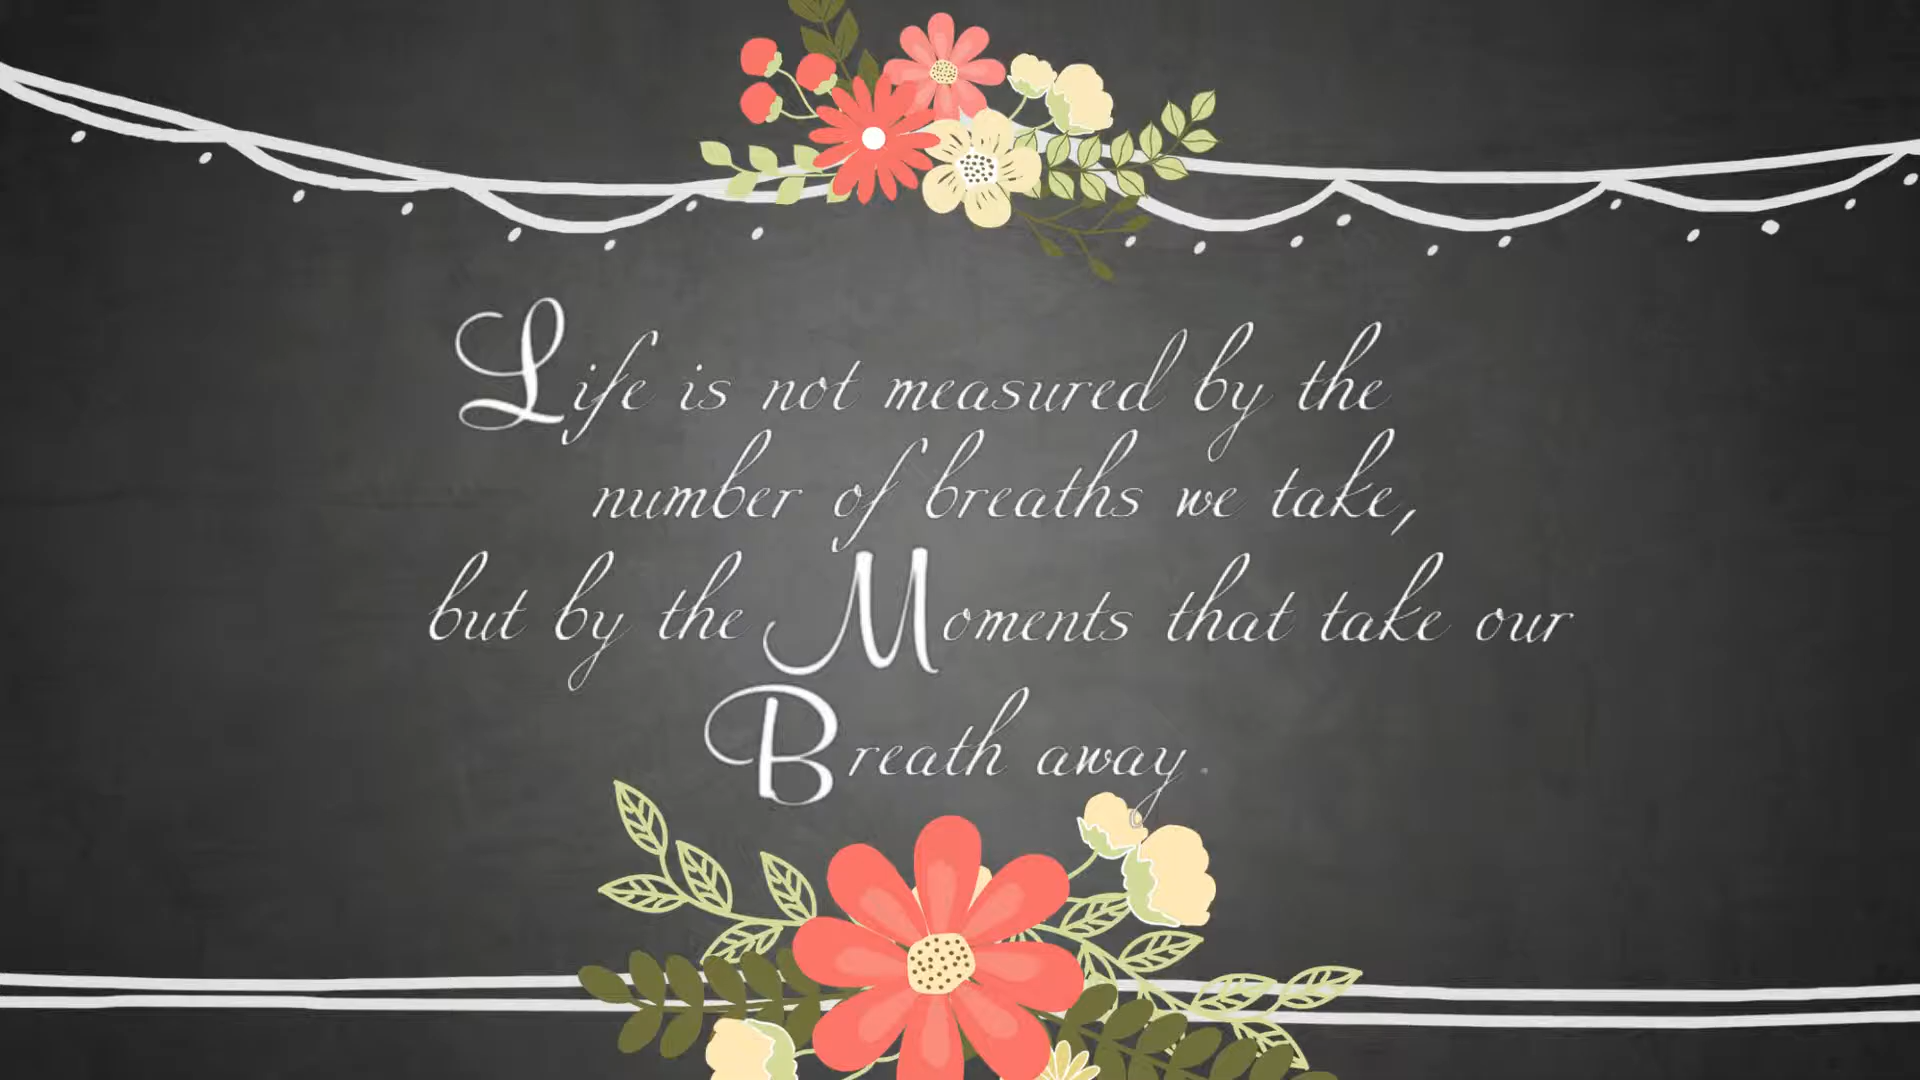 Life is not measured by the
number of breaths we take,
but by the Moments that take our
Breath away.